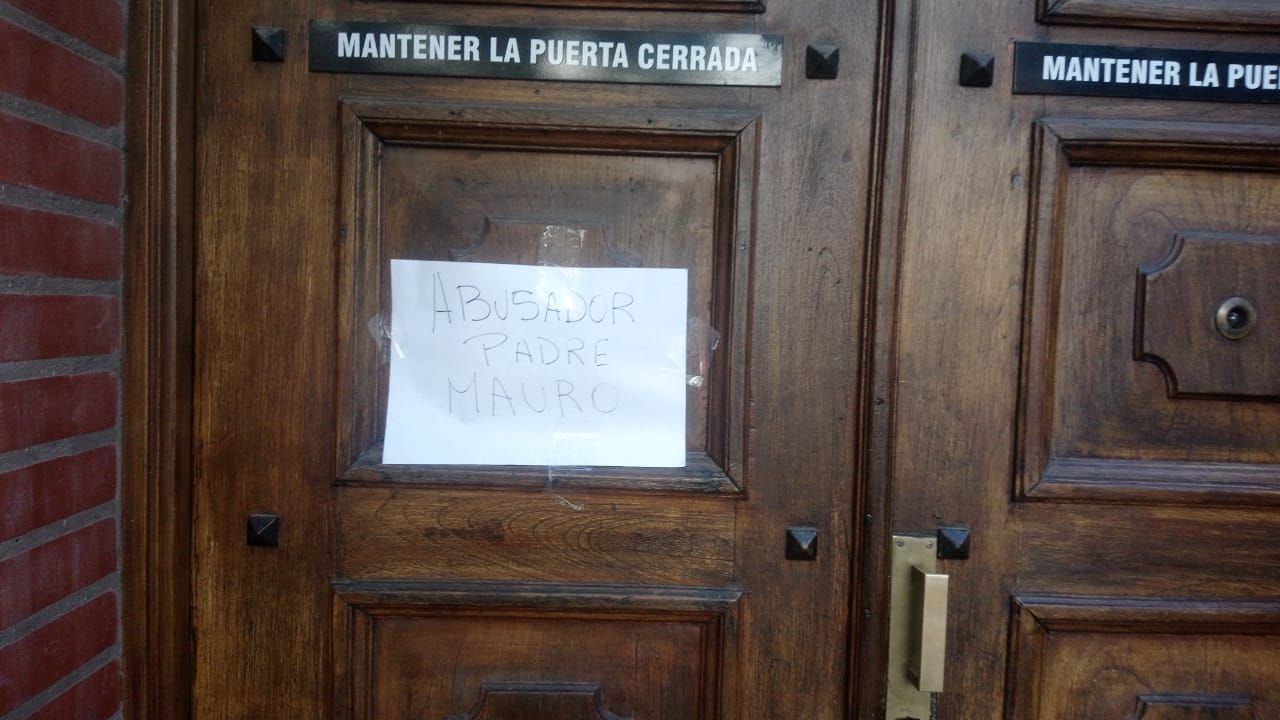 MANTENER LA PUERTA CERRADA
MANTENER LA PUE
ABUSADOR
PADRE
MAURO